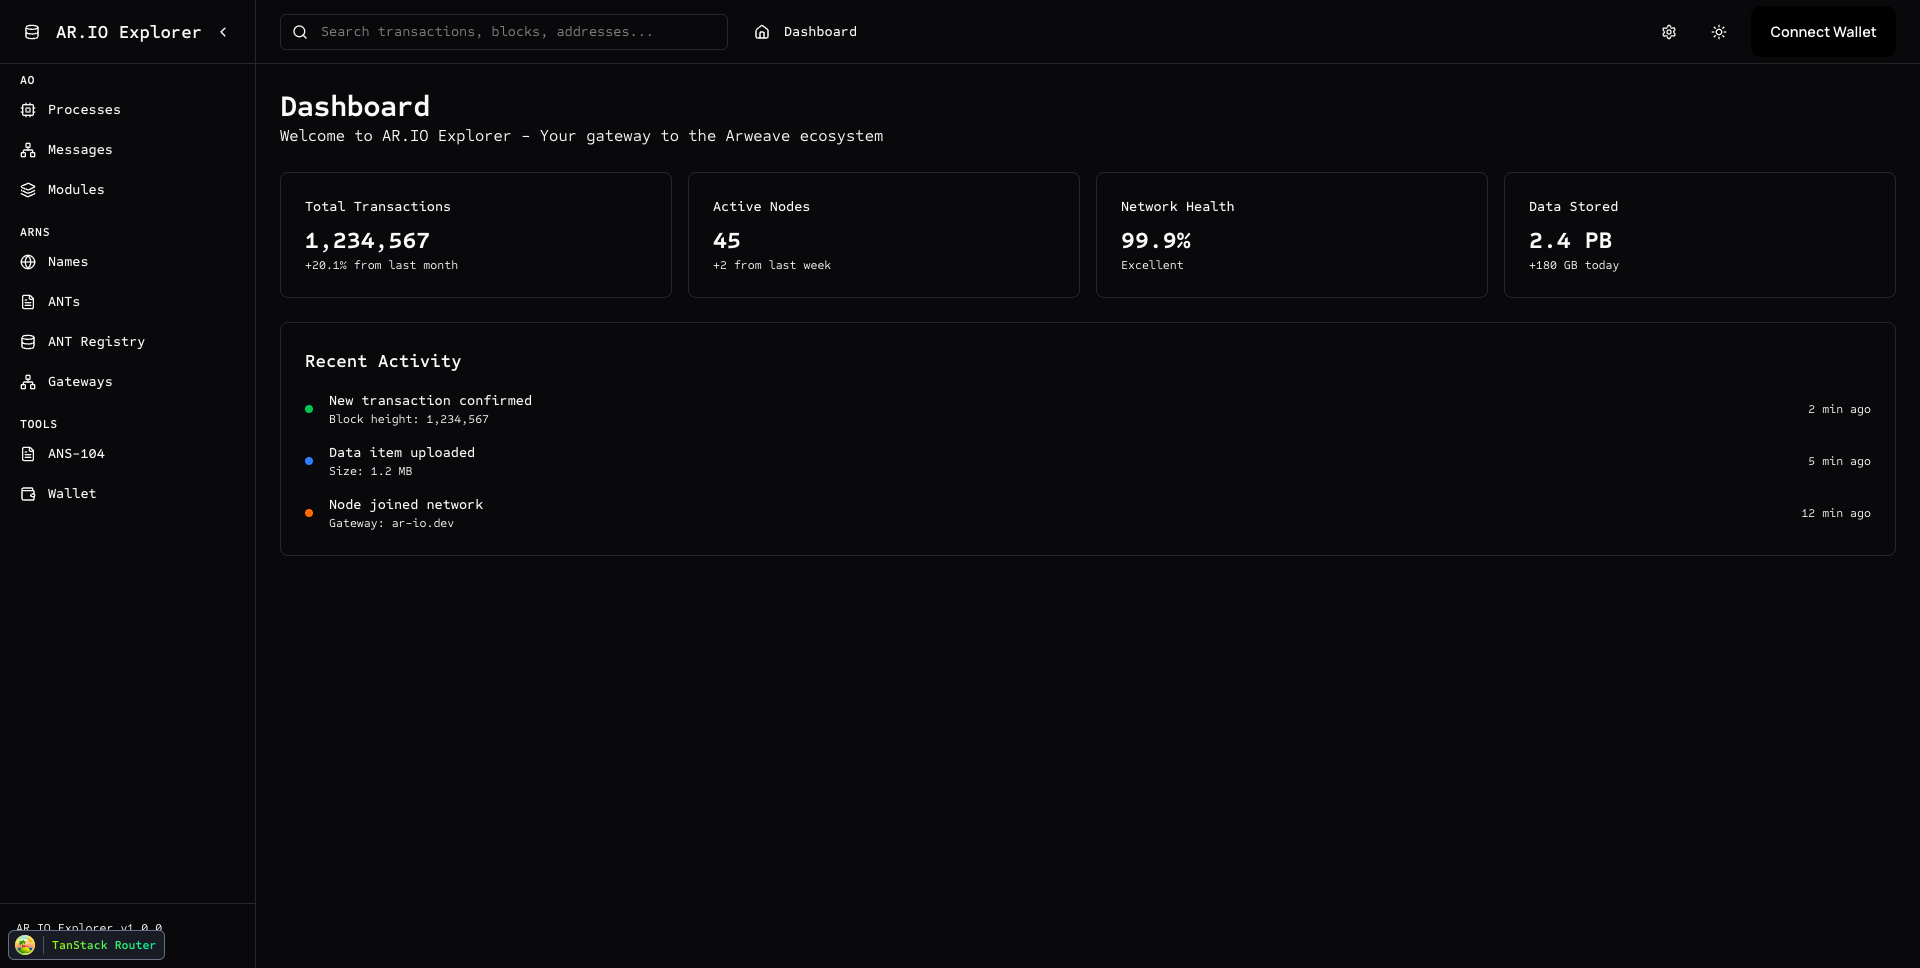 AR.IO Explorer
Search transactions, blocks, addresses...
Dashboard
Connect Wallet
AO
Processes
Messages
Modules
ARNS
Names
ANTs
ANT Registry
Gateways
TOOLS
ANS-104
Wallet
AR.IO Explorer v1.0.0
TanStack Router
Dashboard
Welcome to AR.IO Explorer - Your gateway to the Arweave ecosystem
Total Transactions
1,234,567
+20.1% from last month
Active Nodes
45
+2 from last week
Network Health
99.9%
Excellent
Data Stored
2.4 PB
+180 GB today
Recent Activity
New transaction confirmed
Block height: 1,234,567
2 min ago
Data item uploaded
Size: 1.2 MB
5 min ago
Node joined network
Gateway: ar-io.dev
12 min ago